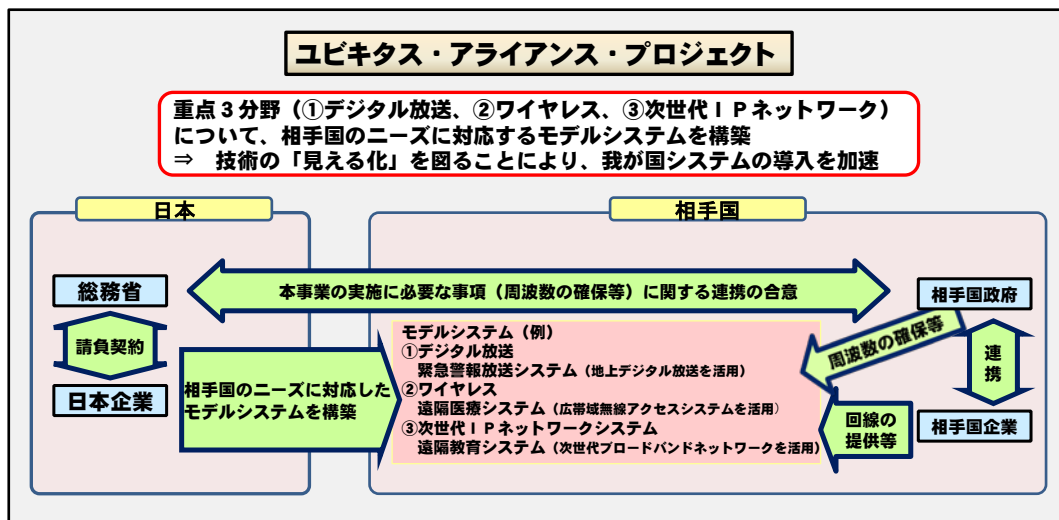 ユビキタス・アライアンス・プロジェクト
重点3分野（①デジタル放送、②ワイヤレス、③次世代ＩＰネットワーク）
について、相手国のニーズに対応するモデルシステムを構築
⇒　技術の「見える化」を図ることにより、我が国システムの導入を加速
日本
相手国
総務省
本事業の実施に必要な事項（周波数の確保等）に関する連携の合意
相手国政府
請負契約
日本企業
相手国のニーズに対応した
モデルシステムを構築
モデルシステム（例）
①デジタル放送
緊急警報放送システム（地上デジタル放送を活用）
②ワイヤレス
遠隔医療システム（広帯域無線アクセスシステムを活用）
③次世代ＩＰネットワークシステム
遠隔教育システム（次世代ブロードバンドネットワークを活用）
周波数の確保等
連
携
回線の
提供等
相手国企業